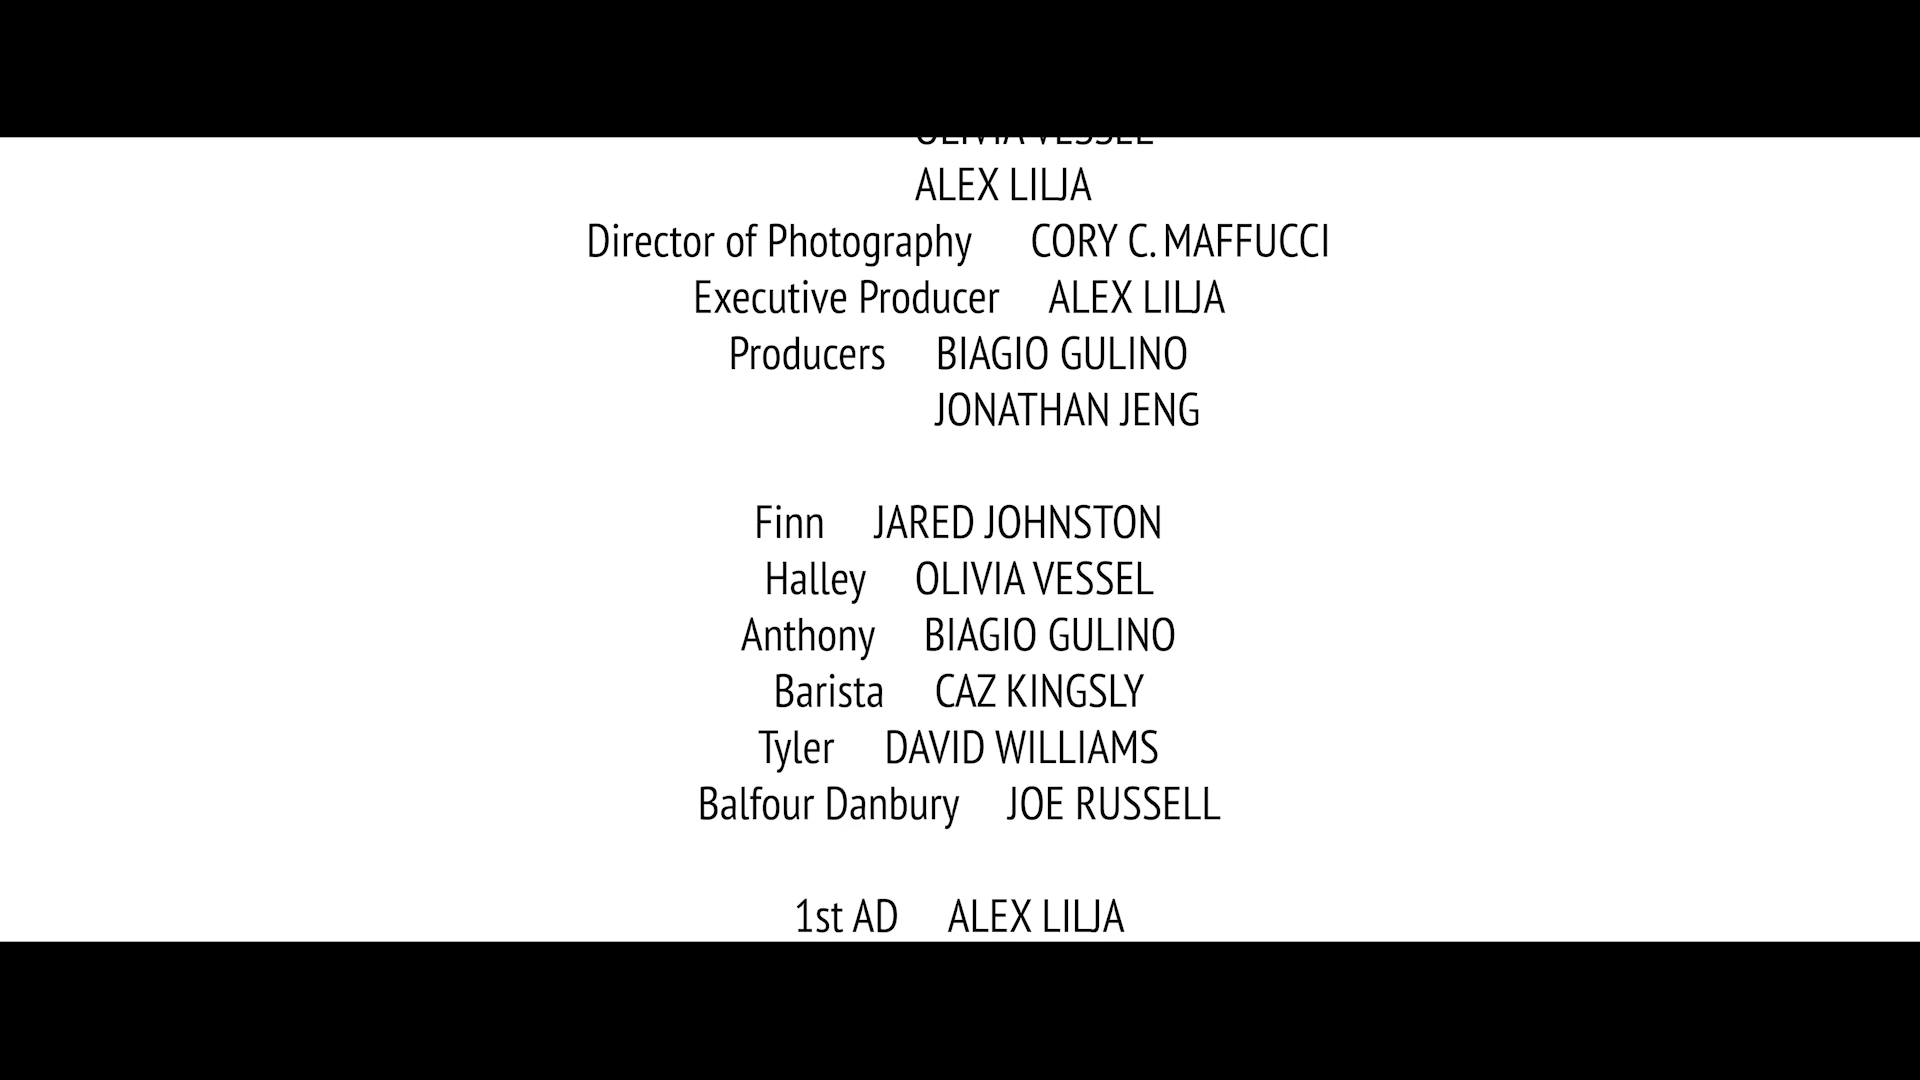 OLIVIA VESSEL
ALEX LILJA
Director of Photography CORY C. MAFFUCCI
Executive Producer ALEX LILJA
Producers BIAGIO GULINO
JONATHAN JENG
Finn JARED JOHNSTON
Halley OLIVIA VESSEL
Anthony BIAGIO GULINO
Barista CAZ KINGSLY
Tyler DAVID WILLIAMS
Balfour Danbury JOE RUSSELL
1st AD ALEX LILJA